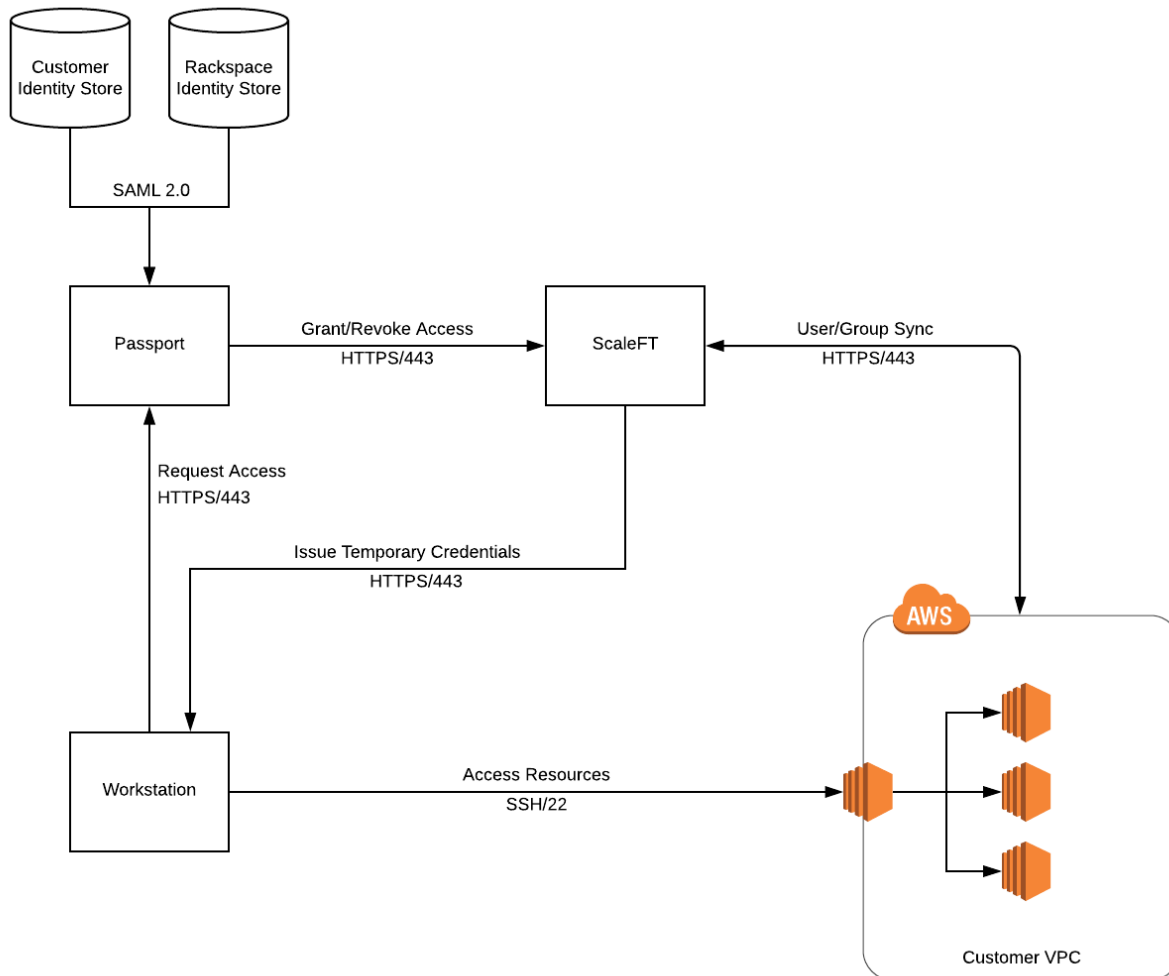 Customer
Identity Store
Rackspace
Identity Store
SAML 2.0
Passport
Grant/Revoke Access
HTTPS/443
ScaleFT
User/Group Sync
HTTPS/443
Request Access
HTTPS/443
Issue Temporary Credentials
HTTPS/443
AWS
Workstation
Access Resources
SSH/22
Customer VPC